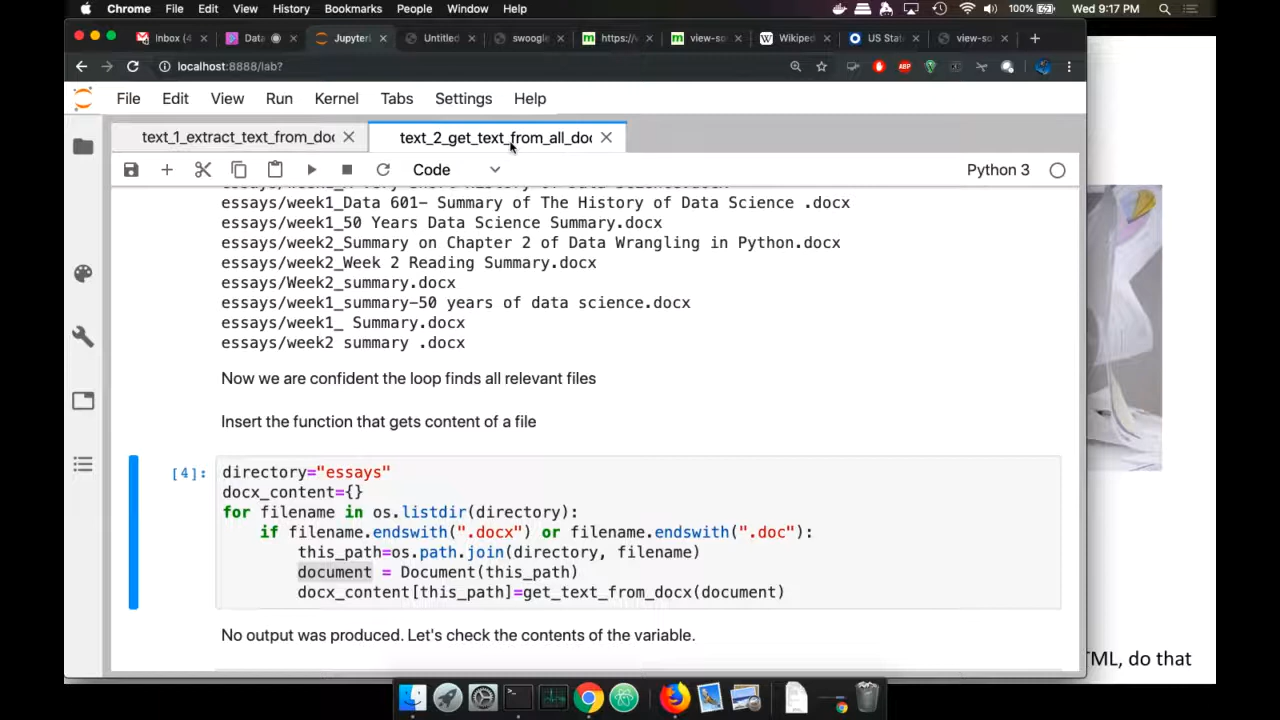 Chrome File Edit View History Bookmarks People Window Help 100% Wed 9:17 PM
Inbox (4 Data Jupyter Untitled swoogle https:// view-so Wikiped US Stat view-so
localhost:8888/lab?
File Edit View Run Kernel Tabs Settings Help
text_1_extract_text_from_doc text_2_get_text_from_all_doc
Code Python 3
essays/week1_Data 601– Summary of The History of Data Science .docx
essays/week1_50 Years Data Science Summary.docx
essays/week2_Summary on Chapter 2 of Data Wrangling in Python.docx
essays/week2_Week 2 Reading Summary.docx
essays/Week2_summary.docx
essays/week1_summary–50 years of data science.docx
essays/week1_ Summary.docx
essays/week2 summary .docx
Now we are confident the loop finds all relevant files
Insert the function that gets content of a file
[4]: directory="essays"
docx_content={}
for filename in os.listdir(directory):
if filename.endswith(".docx") or filename.endswith(".doc"):
this_path=os.path.join(directory, filename)
document = Document(this_path)
docx_content[this_path]=get_text_from_docx(document)
No output was produced. Let's check the contents of the variable.
TML, do that